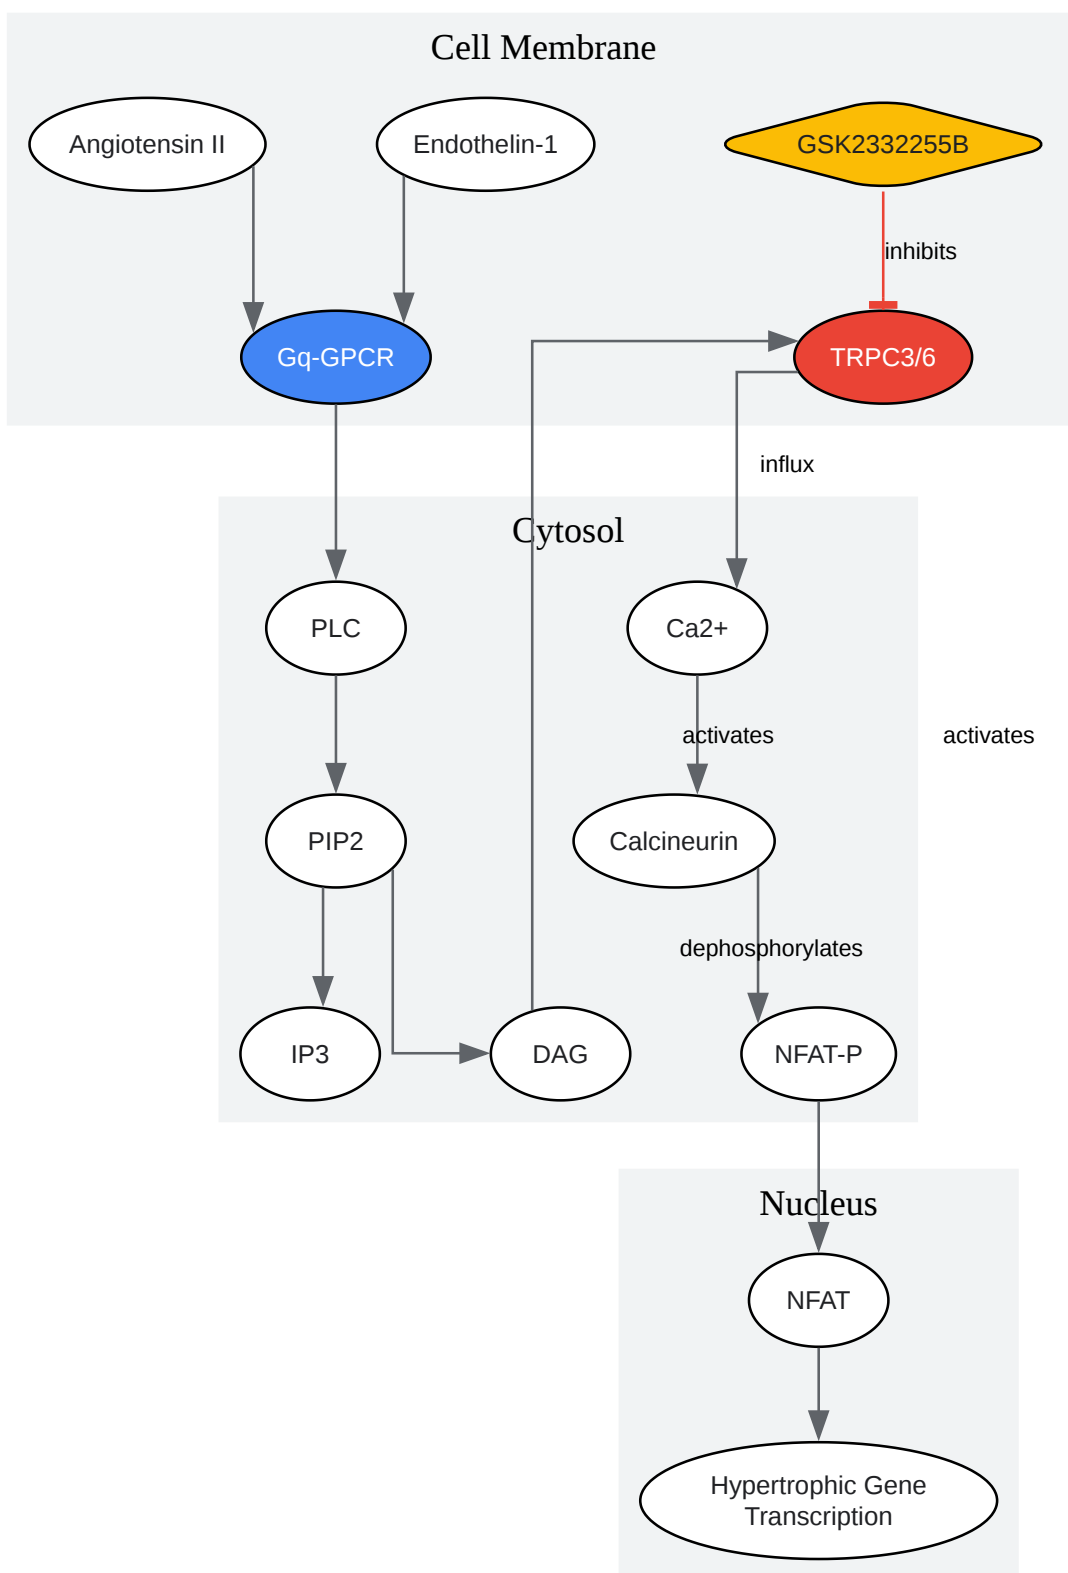 Cell Membrane
Angiotensin II
Endothelin-1
GSK2332255B
inhibits
Gq-GPCR
TRPC3/6
influx
Cytosol
PLC
Ca2+
activates
activates
PIP2
Calcineurin
dephosphorylates
IP3
DAG
NFAT-P
Nucleus
NFAT
Hypertrophic Gene
Transcription